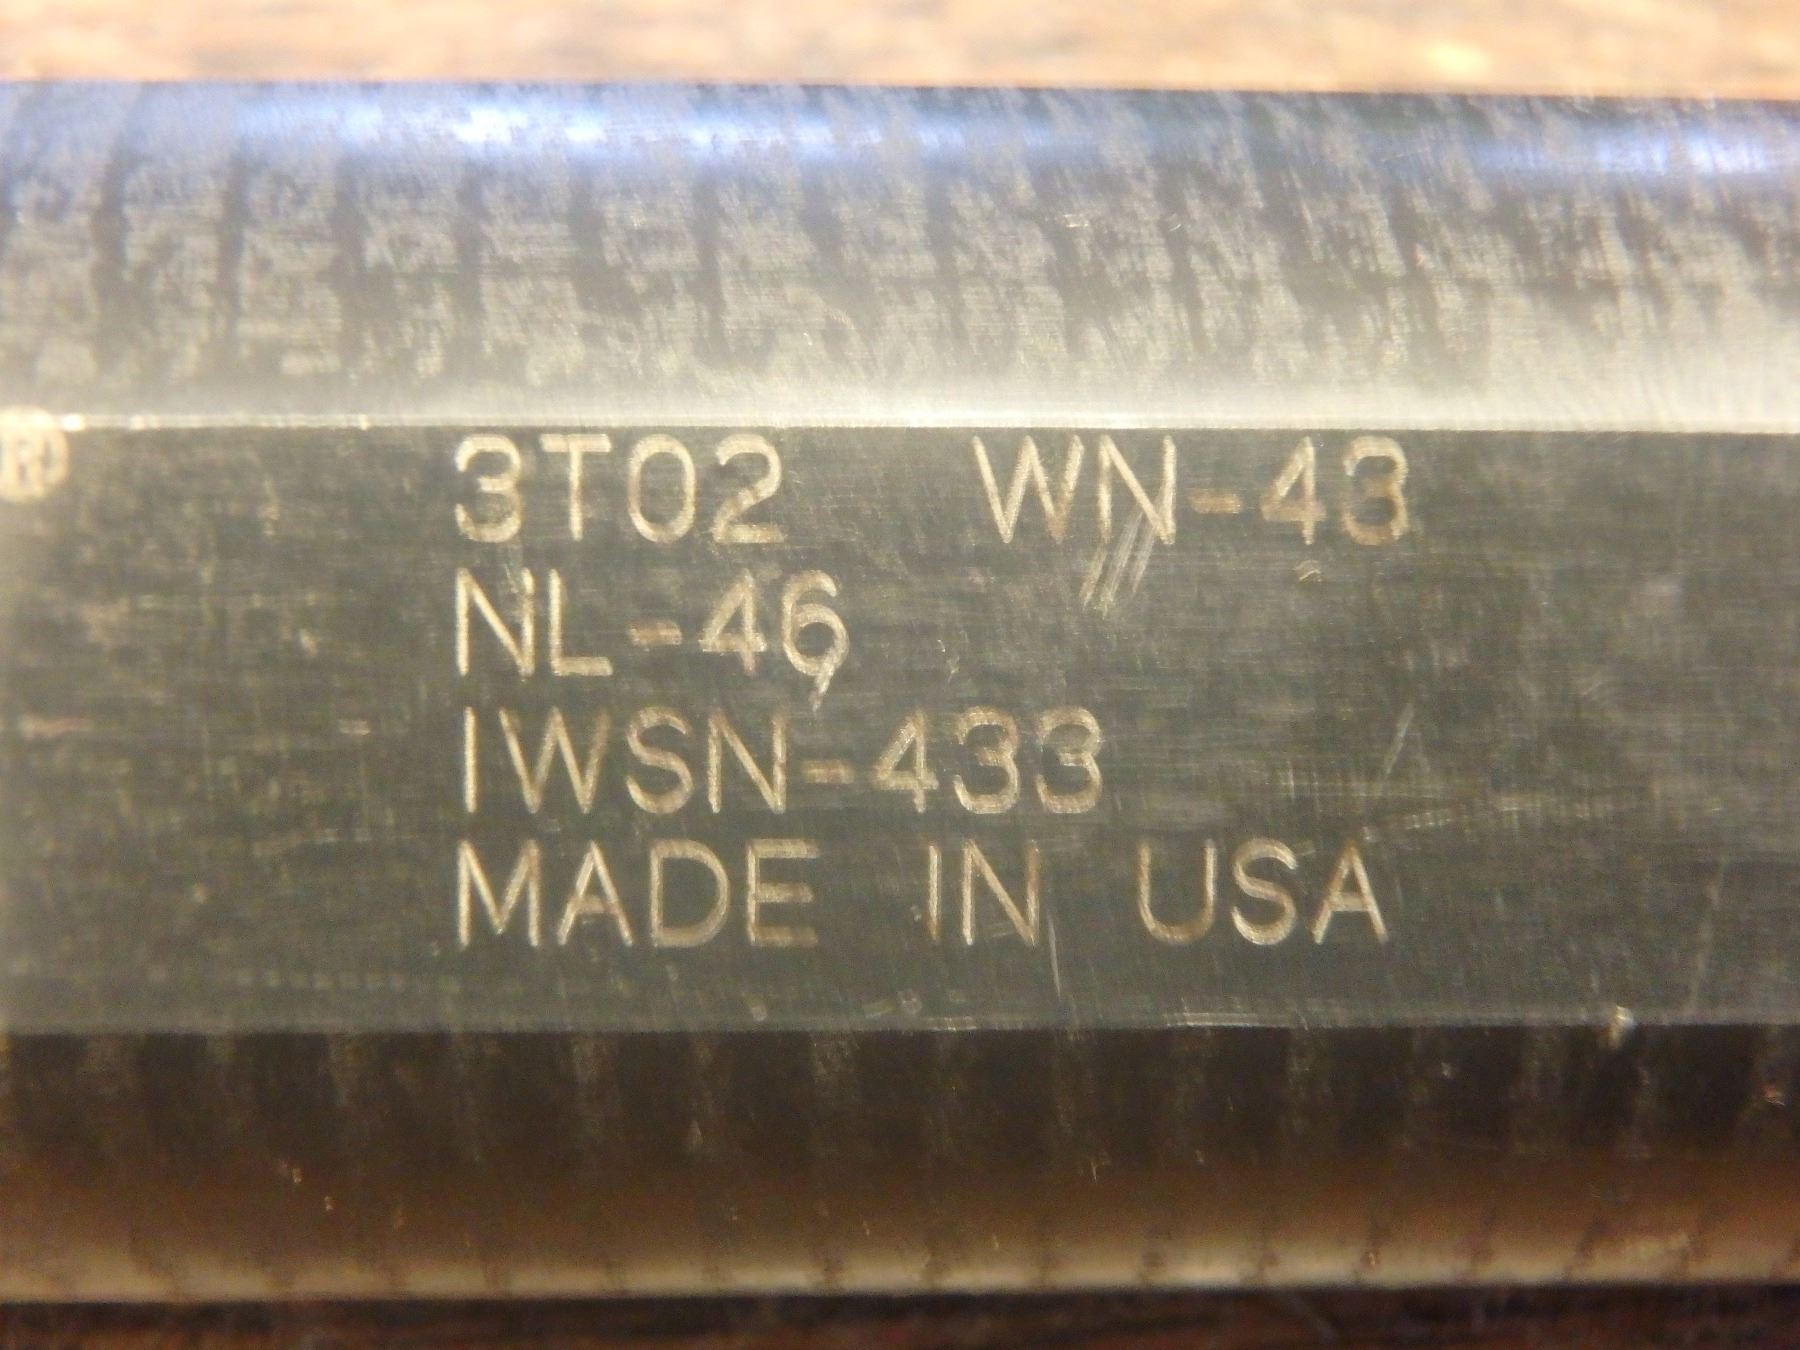 ® 3T02 WN-43
NL-46
IWSN-433
MADE IN USA